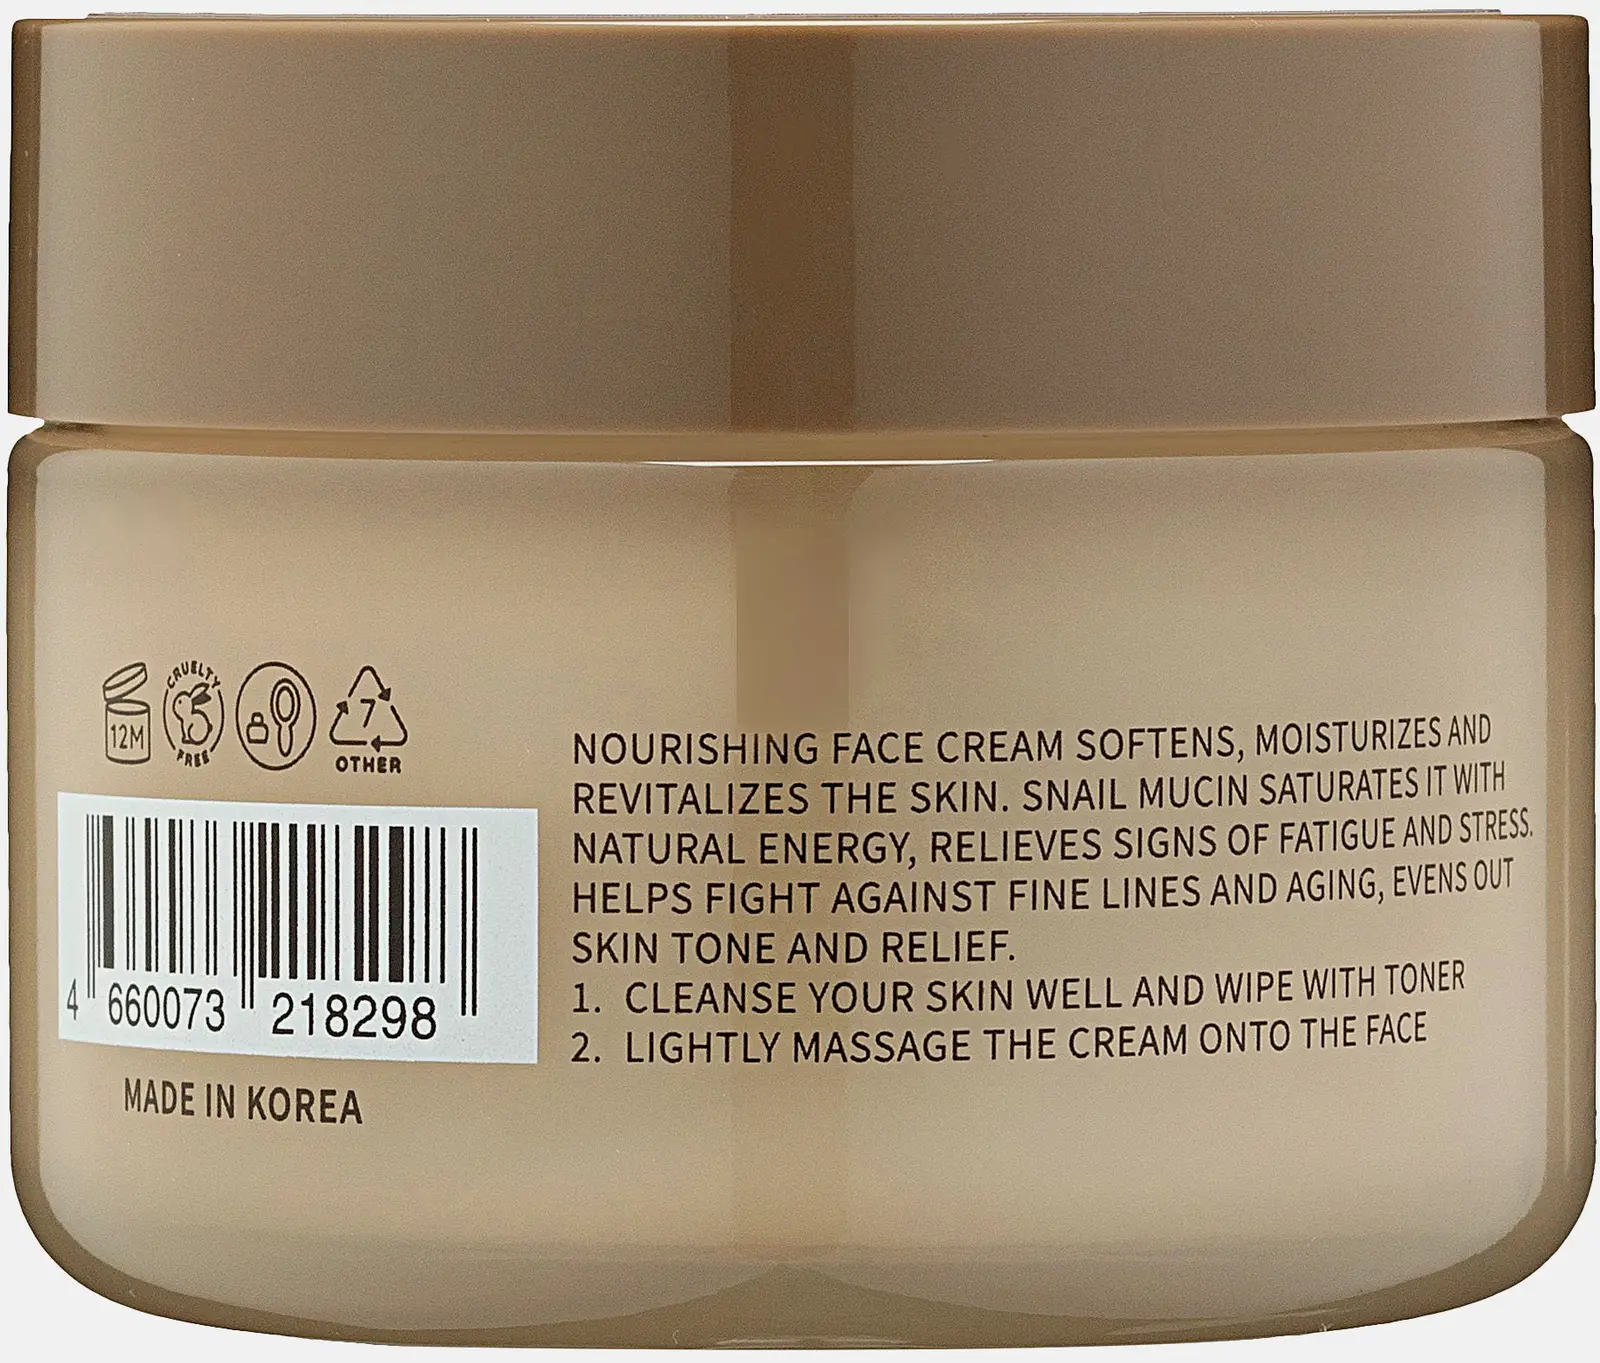 CRUELTY
FREE
12M
7
OTHER
4 660073 218298
MADE IN KOREA
NOURISHING FACE CREAM SOFTENS, MOISTURIZES AND
REVITALIZES THE SKIN. SNAIL MUCIN SATURATES IT WITH
NATURAL ENERGY, RELIEVES SIGNS OF FATIGUE AND STRESS.
HELPS FIGHT AGAINST FINE LINES AND AGING, EVENS OUT
SKIN TONE AND RELIEF.
1. CLEANSE YOUR SKIN WELL AND WIPE WITH TONER
2. LIGHTLY MASSAGE THE CREAM ONTO THE FACE